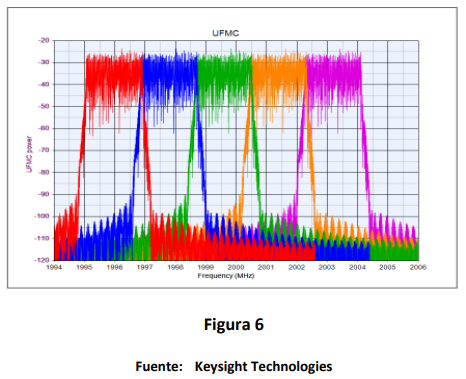 UFMC
-20
-30
-40
-50
-60
-70
-80
-90
-100
-110
-120
UFMC power
1994 1995 1996 1997 1998 1999 2000 2001 2002 2003 2004 2005 2006
Frequency (MHz)
Figura 6
Fuente: Keysight Technologies